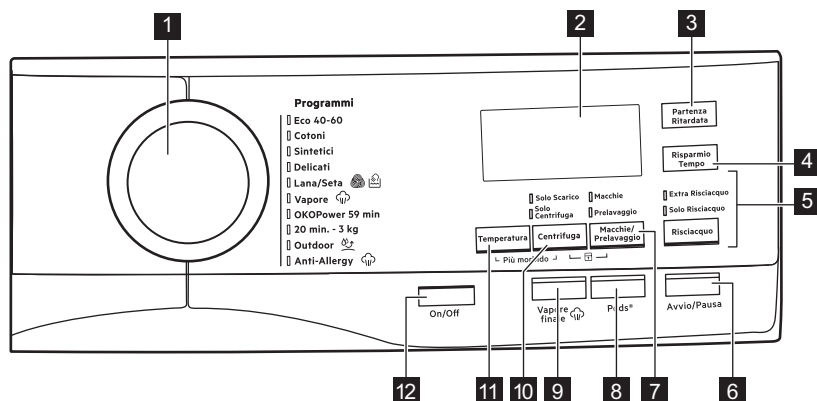 1
2
3
Programmi
Eco 40-60
Cotoni
Sintetici
Delicati
Lana/Seta
Vapore
OKOPower 59 min
20 min. - 3 kg
Outdoor
Anti-Allergy
Partenza
Ritardata
Risparmio
Tempo
4
5
Extra Risciacquo
Solo Risciacquo
Risciacquo
Solo Scarico
Solo
Centrifuga
Macchie
Prelavaggio
Temperatura
Centrifuga
Macchie/
Prelavaggio
Più morbido
On/Off
Vapore
finale
Pods®
Avvio/Pausa
12
11
10
9
8
7
6